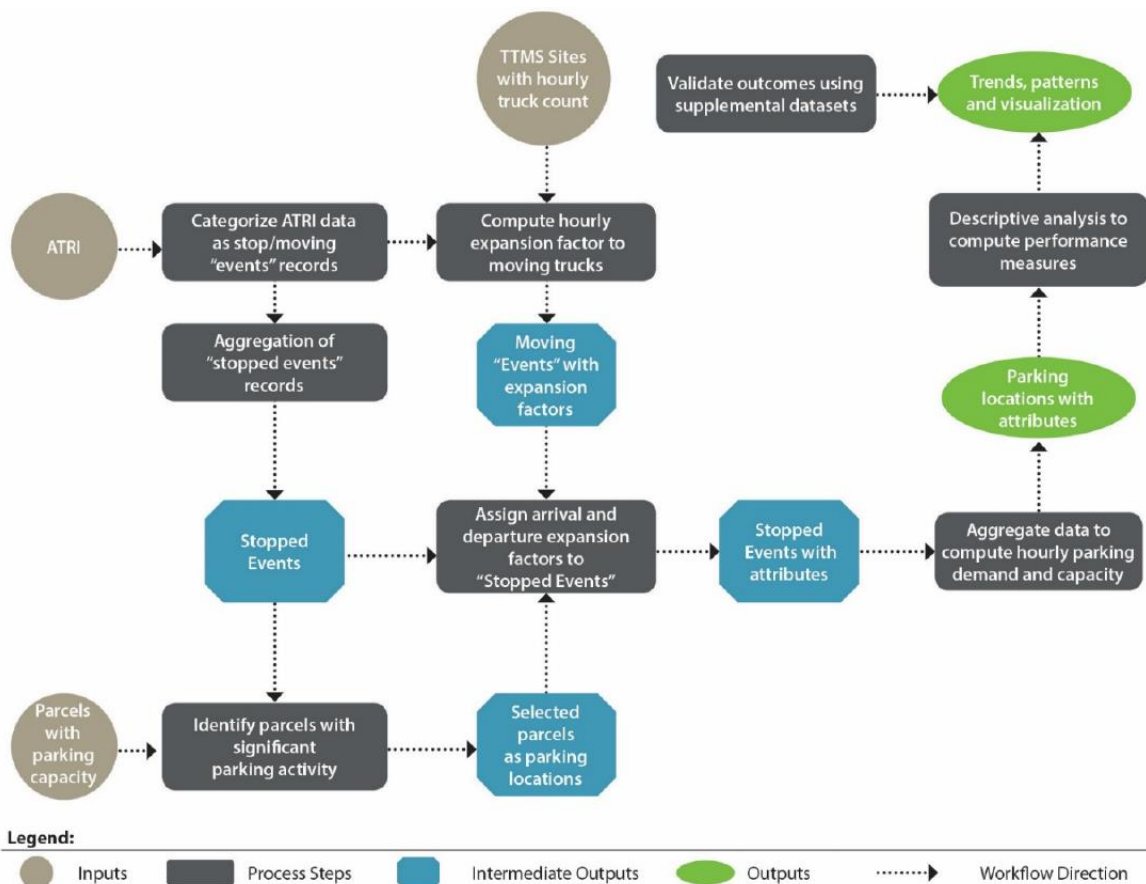 TTMS Sites
with hourly
truck count
Validate outcomes using
supplemental datasets
Trends, patterns
and visualization
ATRI
Categorize ATRI data
as stop/moving
"events" records
Compute hourly
expansion factor to
moving trucks
Descriptive analysis to
compute performance
measures
Aggregation of
"stopped events"
records
Moving
"Events" with
expansion
factors
Parking
locations with
attributes
Stopped
Events
Assign arrival and
departure expansion
factors to
"Stopped Events"
Stopped
Events with
attributes
Aggregate data to
compute hourly parking
demand and capacity
Parcels
with
parking
capacity
Identify parcels with
significant
parking activity
Selected
parcels
as parking
locations
Legend:
Inputs
Process Steps
Intermediate Outputs
Outputs
Workflow Direction